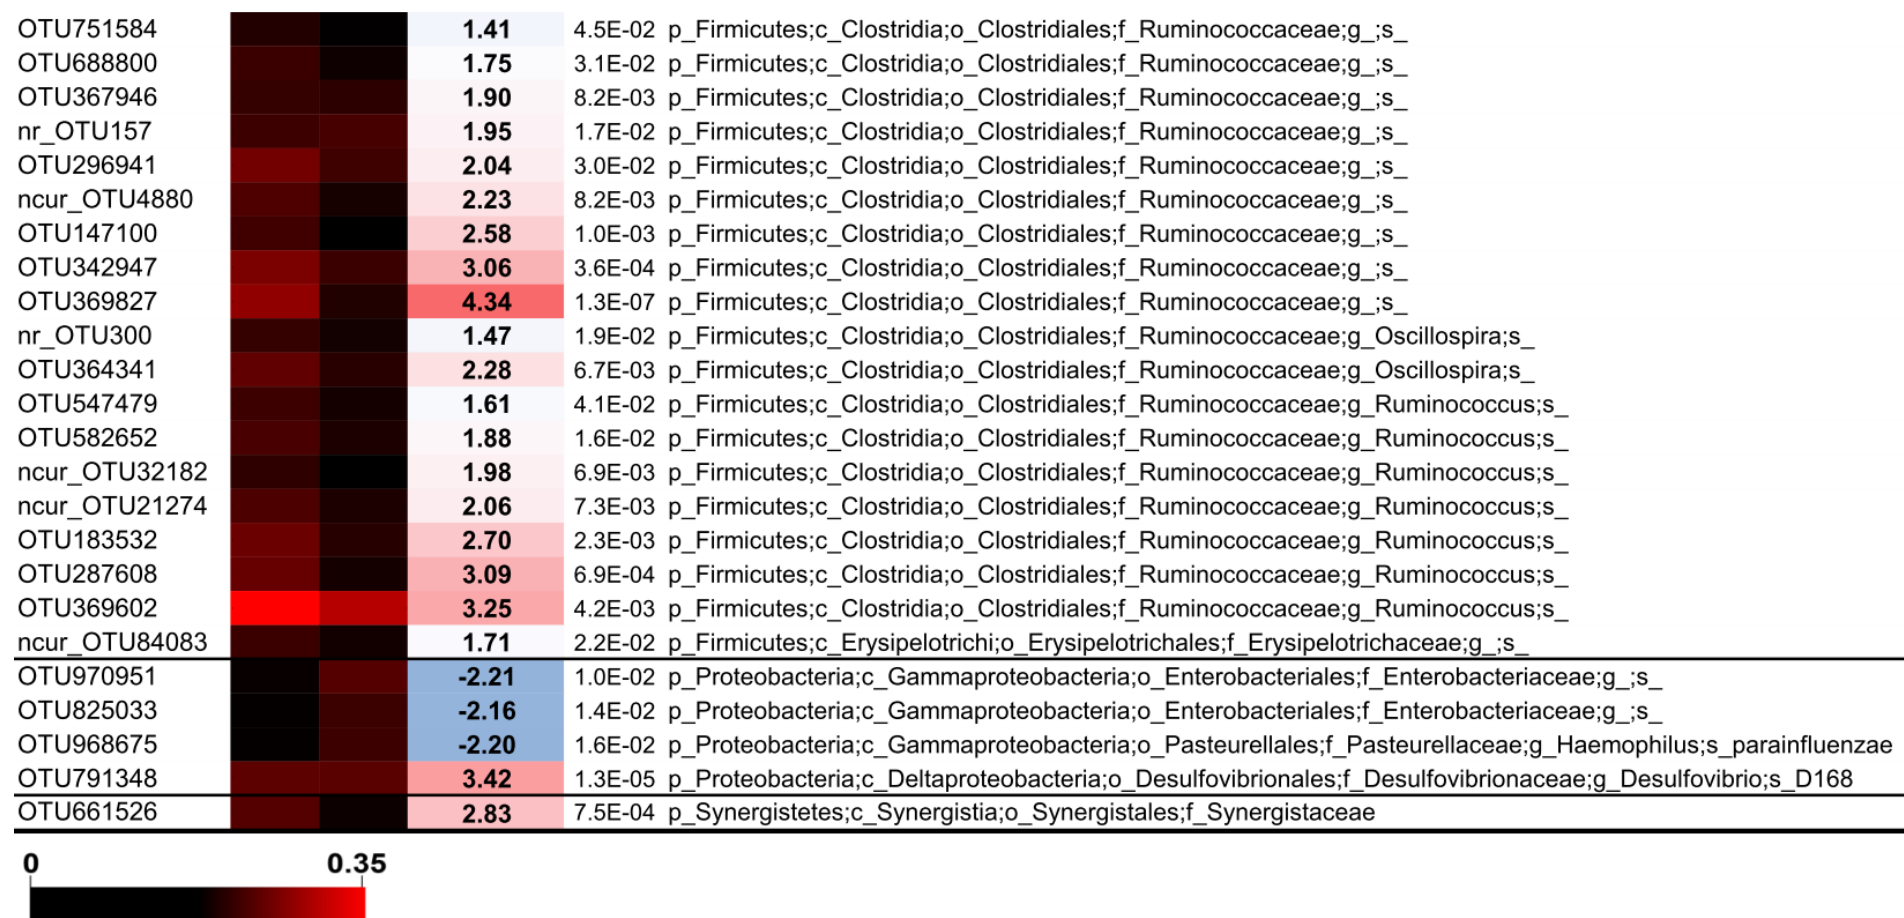 OTU751584 1.41 4.5E-02 p_Firmicutes;c_Clostridia;o_Clostridiales;f_Ruminococcaceae;g_;s_
OTU688800 1.75 3.1E-02 p_Firmicutes;c_Clostridia;o_Clostridiales;f_Ruminococcaceae;g_;s_
OTU367946 1.90 8.2E-03 p_Firmicutes;c_Clostridia;o_Clostridiales;f_Ruminococcaceae;g_;s_
nr_OTU157 1.95 1.7E-02 p_Firmicutes;c_Clostridia;o_Clostridiales;f_Ruminococcaceae;g_;s_
OTU296941 2.04 3.0E-02 p_Firmicutes;c_Clostridia;o_Clostridiales;f_Ruminococcaceae;g_;s_
ncur_OTU4880 2.23 8.2E-03 p_Firmicutes;c_Clostridia;o_Clostridiales;f_Ruminococcaceae;g_;s_
OTU147100 2.58 1.0E-03 p_Firmicutes;c_Clostridia;o_Clostridiales;f_Ruminococcaceae;g_;s_
OTU342947 3.06 3.6E-04 p_Firmicutes;c_Clostridia;o_Clostridiales;f_Ruminococcaceae;g_;s_
OTU369827 4.34 1.3E-07 p_Firmicutes;c_Clostridia;o_Clostridiales;f_Ruminococcaceae;g_;s_
nr_OTU300 1.47 1.9E-02 p_Firmicutes;c_Clostridia;o_Clostridiales;f_Ruminococcaceae;g_Oscillospira;s_
OTU364341 2.28 6.7E-03 p_Firmicutes;c_Clostridia;o_Clostridiales;f_Ruminococcaceae;g_Oscillospira;s_
OTU547479 1.61 4.1E-02 p_Firmicutes;c_Clostridia;o_Clostridiales;f_Ruminococcaceae;g_Ruminococcus;s_
OTU582652 1.88 1.6E-02 p_Firmicutes;c_Clostridia;o_Clostridiales;f_Ruminococcaceae;g_Ruminococcus;s_
ncur_OTU32182 1.98 6.9E-03 p_Firmicutes;c_Clostridia;o_Clostridiales;f_Ruminococcaceae;g_Ruminococcus;s_
ncur_OTU21274 2.06 7.3E-03 p_Firmicutes;c_Clostridia;o_Clostridiales;f_Ruminococcaceae;g_Ruminococcus;s_
OTU183532 2.70 2.3E-03 p_Firmicutes;c_Clostridia;o_Clostridiales;f_Ruminococcaceae;g_Ruminococcus;s_
OTU287608 3.09 6.9E-04 p_Firmicutes;c_Clostridia;o_Clostridiales;f_Ruminococcaceae;g_Ruminococcus;s_
OTU369602 3.25 4.2E-03 p_Firmicutes;c_Clostridia;o_Clostridiales;f_Ruminococcaceae;g_Ruminococcus;s_
ncur_OTU84083 1.71 2.2E-02 p_Firmicutes;c_Erysipelotrichi;o_Erysipelotrichales;f_Erysipelotrichaceae;g_;s_
OTU970951 -2.21 1.0E-02 p_Proteobacteria;c_Gammaproteobacteria;o_Enterobacteriales;f_Enterobacteriaceae;g_;s_
OTU825033 -2.16 1.4E-02 p_Proteobacteria;c_Gammaproteobacteria;o_Enterobacteriales;f_Enterobacteriaceae;g_;s_
OTU968675 -2.20 1.6E-02 p_Proteobacteria;c_Gammaproteobacteria;o_Pasteurellales;f_Pasteurellaceae;g_Haemophilus;s_parainfluenzae
OTU791348 3.42 1.3E-05 p_Proteobacteria;c_Deltaproteobacteria;o_Desulfovibrionales;f_Desulfovibrionaceae;g_Desulfovibrio;s_D168
OTU661526 2.83 7.5E-04 p_Synergistetes;c_Synergistia;o_Synergistales;f_Synergistaceae
0 0.35